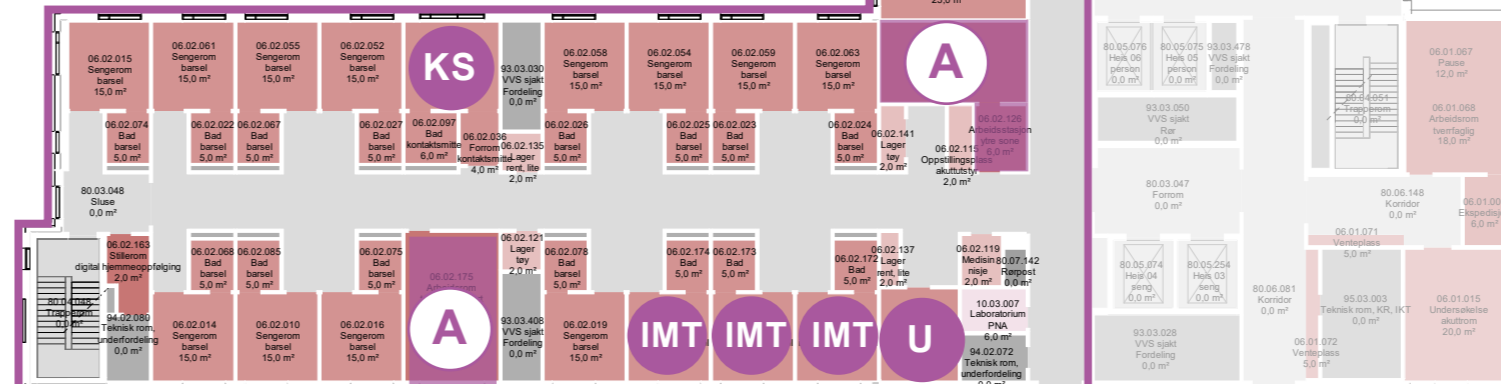 23,0 m²
06.02.015
Sengerom
barsel
15,0 m²
06.02.061
Sengerom
barsel
15,0 m²
06.02.055
Sengerom
barsel
15,0 m²
06.02.052
Sengerom
barsel
15,0 m²
KS
93.03.030
VVS sjakt
Fordeling
0,0 m²
06.02.058
Sengerom
barsel
15,0 m²
06.02.054
Sengerom
barsel
15,0 m²
06.02.059
Sengerom
barsel
15,0 m²
06.02.063
Sengerom
barsel
15,0 m²
A
80.05.076
Heis 06
person
0,0 m²
80.05.075
Heis 05
person
0,0 m²
93.03.478
VVS sjakt
Fordeling
0,0 m²
93.03.050
VVS sjakt
Rør
0,0 m²
80.04.051
Trapperom
0,0 m²
06.01.067
Pause
12,0 m²
06.01.068
Arbeidsrom
tverfaglig
18,0 m²
06.02.074
Bad
barsel
5,0 m²
06.02.022
Bad
barsel
5,0 m²
06.02.067
Bad
barsel
5,0 m²
06.02.027
Bad
barsel
5,0 m²
06.02.097
Bad
kontaktsmitte
6,0 m²
06.02.036
Forrom
kontaktsmitte
4,0 m²
06.02.135
Lager
rent, lite
2,0 m²
06.02.026
Bad
barsel
5,0 m²
06.02.025
Bad
barsel
5,0 m²
06.02.023
Bad
barsel
5,0 m²
06.02.024
Bad
barsel
5,0 m²
06.02.141
Lager
tøy
2,0 m²
06.02.115
Oppstillingsplass
akuttutstyr
2,0 m²
06.02.126
Arbeidsstasjon
ytre sone
6,0 m²
80.03.048
Sluse
0,0 m²
80.03.047
Forrom
0,0 m²
80.06.148
Korridor
0,0 m²
06.01.00
Ekspedisj
6,0 m²
06.02.163
Stillerom
digital hjemmeoppfølging
2,0 m²
06.02.068
Bad
barsel
5,0 m²
06.02.085
Bad
barsel
5,0 m²
06.02.075
Bad
barsel
5,0 m²
06.02.175
Arbeidsrom
06.02.121
Lager
tøy
2,0 m²
06.02.078
Bad
barsel
5,0 m²
06.02.174
Bad
5,0 m²
06.02.173
Bad
5,0 m²
06.02.172
Bad
5,0 m²
06.02.137
Lager
rent, lite
2,0 m²
06.02.119
Medisin
nisje
2,0 m²
80.07.142
Rørpost
0,0 m²
80.05.074
Heis 04
seng
0,0 m²
80.05.254
Heis 03
seng
0,0 m²
06.01.071
Venteplass
5,0 m²
80.06.081
Korridor
0,0 m²
95.03.003
Teknisk rom, KR, IKT
0,0 m²
06.01.015
Undersøkelse
akuttrom
20,0 m²
80.04.048
Trapperom
0,0 m²
94.02.080
Teknisk rom,
underfordeling
0,0 m²
06.02.014
Sengerom
barsel
15,0 m²
06.02.010
Sengerom
barsel
15,0 m²
06.02.016
Sengerom
barsel
15,0 m²
A
93.03.408
VVS sjakt
Fordeling
0,0 m²
06.02.019
Sengerom
barsel
15,0 m²
IMT
IMT
IMT
U
10.03.007
Laboratorium
PNA
6,0 m²
94.02.072
Teknisk rom,
underfordeling
0,0 m²
93.03.028
VVS sjakt
Fordeling
0,0 m²
06.01.072
Venteplass
5,0 m²